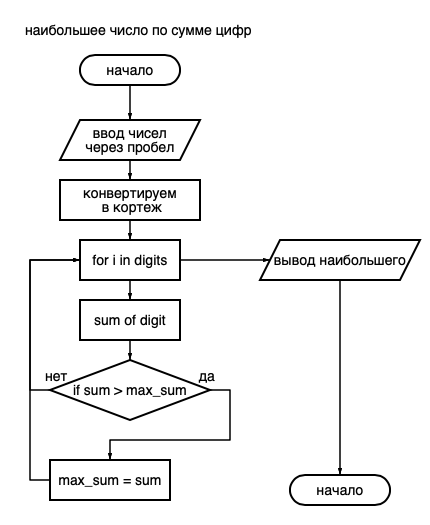 наибольшее число по сумме цифр
начало
ввод чисел
через пробел
конвертируем
в кортеж
for i in digits
вывод наибольшего
sum of digit
нет
да
if sum > max_sum
max_sum = sum
начало